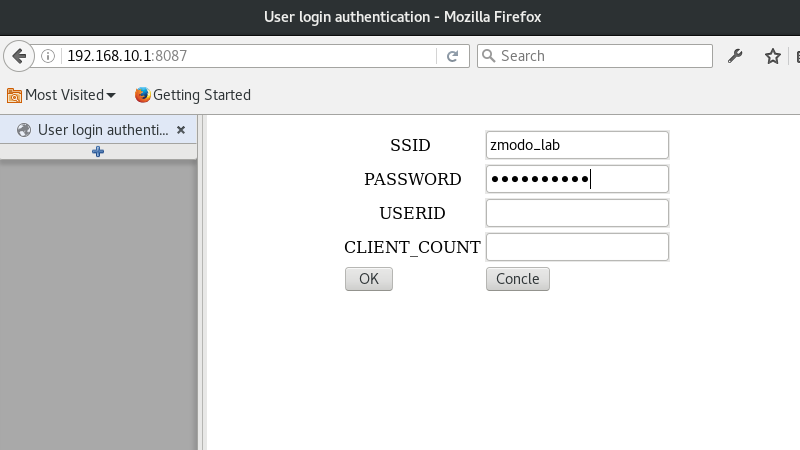 User login authentication - Mozilla Firefox
192.168.10.1:8087
Search
Most Visited
Getting Started
User login authenti...
SSID zmodo_lab
PASSWORD ••••••••••
USERID
CLIENT_COUNT
OK Concle